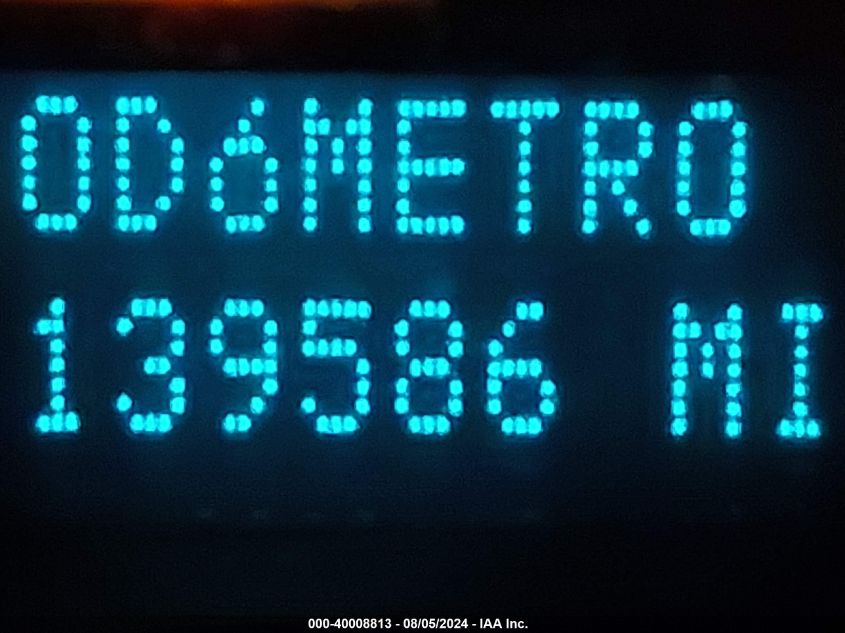 ODóMETRO
139586 MI
000-40008813 - 08/05/2024 - IAA Inc.